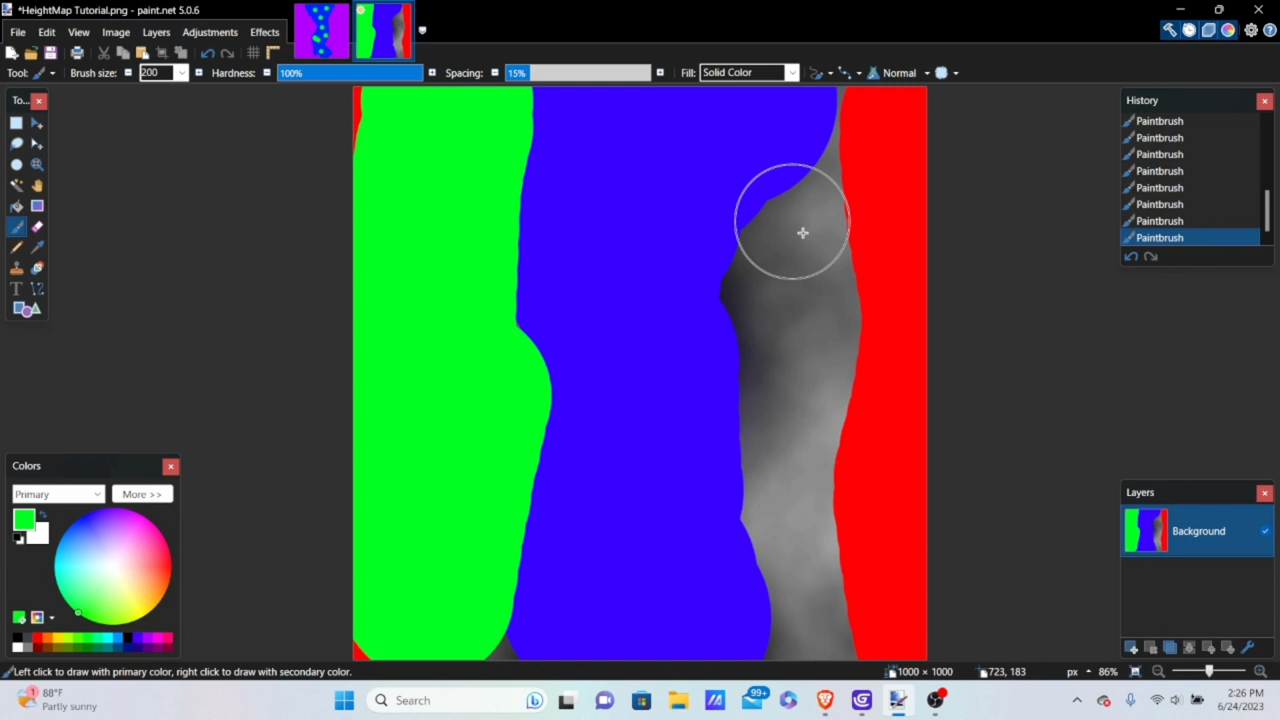 *HeightMap Tutorial.png - paint.net 5.0.6
File Edit View Image Layers Adjustments Effects
Tool: Brush size: 200 Hardness: 100% Spacing: 15% Fill: Solid Color Normal
To...
History
Paintbrush
Paintbrush
Paintbrush
Paintbrush
Paintbrush
Paintbrush
Paintbrush
Paintbrush
Colors
Primary More >>
Layers
Background
Left click to draw with primary color, right click to draw with secondary color. 1000 × 1000 723, 183 px 86%
1
88°F
Partly sunny
Search
99+
2:26 PM
6/24/2023